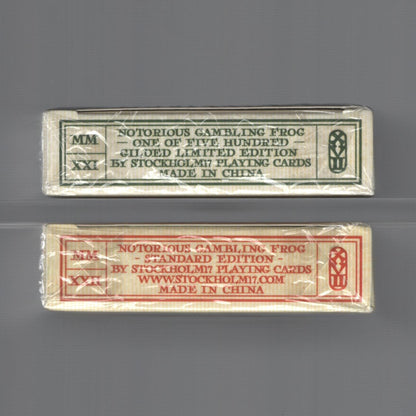 MM
XXI
NOTORIOUS GAMBLING FROG
— ONE OF FIVE HUNDRED —
GILDED LIMITED EDITION
BY STOCKHOLM17 PLAYING CARDS
MADE IN CHINA
MM
XXII
NOTORIOUS GAMBLING FROG
- STANDARD EDITION -
BY STOCKHOLM17 PLAYING CARDS
WWW.STOCKHOLM17.COM
MADE IN CHINA